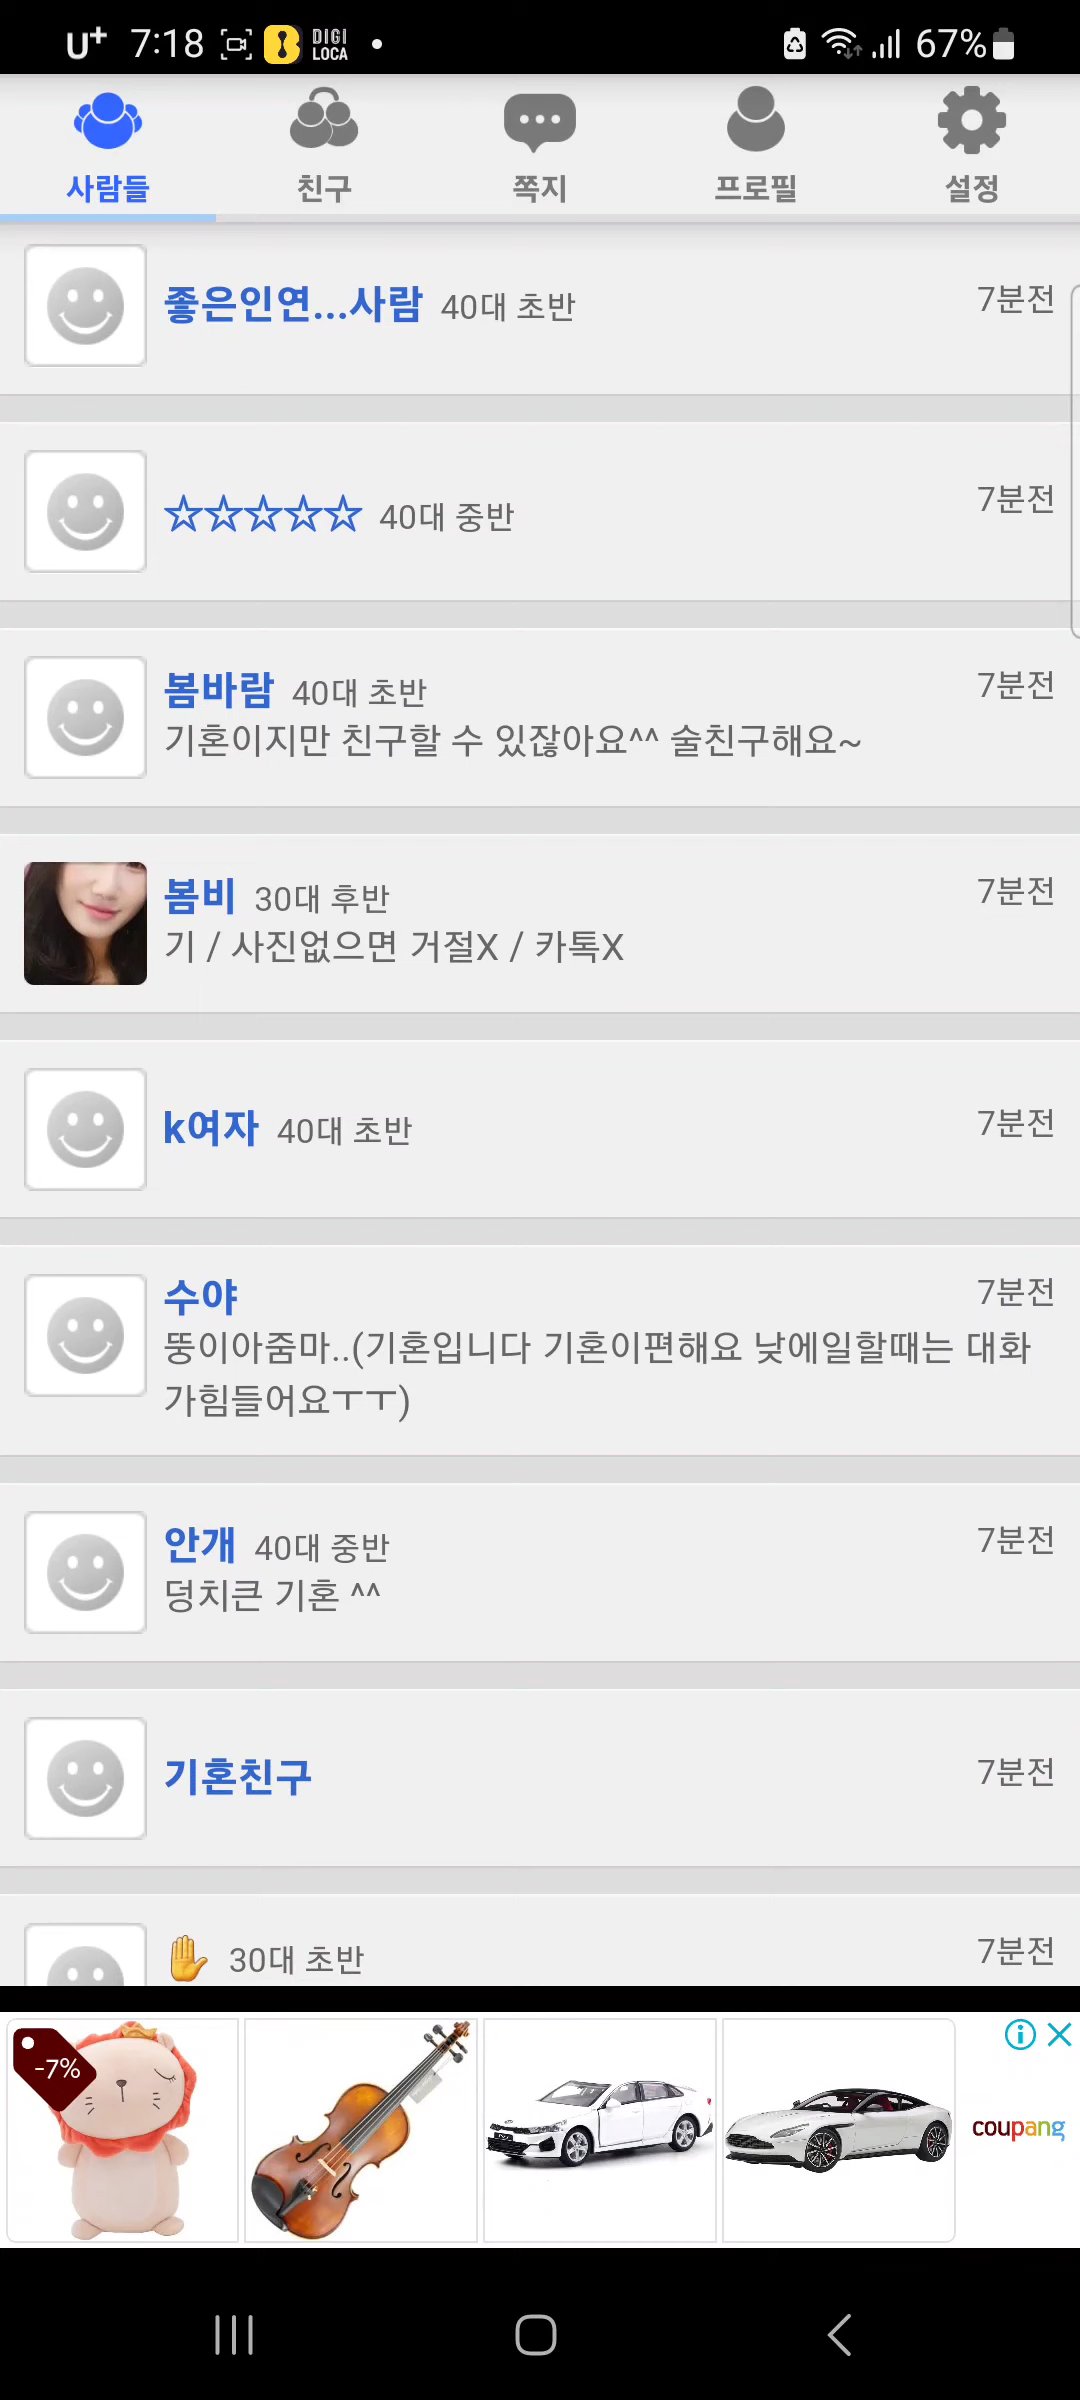 U+ 7:18 DIGI LOCA 67%
사람들 친구 쪽지 프로필 설정
좋은인연...사람 40대 초반 7분전
☆☆☆☆☆ 40대 중반 7분전
봄바람 40대 초반 7분전
기혼이지만 친구할 수 있잖아요^^ 술친구해요~
봄비 30대 후반 7분전
기 / 사진없으면 거절X / 카톡X
k여자 40대 초반 7분전
수야 7분전
뚱이아줌마..(기혼입니다 기혼이편해요 낮에일할때는 대화
가힘들어요ㅜㅜ)
안개 40대 중반 7분전
덩치큰 기혼 ^^
기혼친구 7분전
✋ 30대 초반 7분전
-7%
coupang